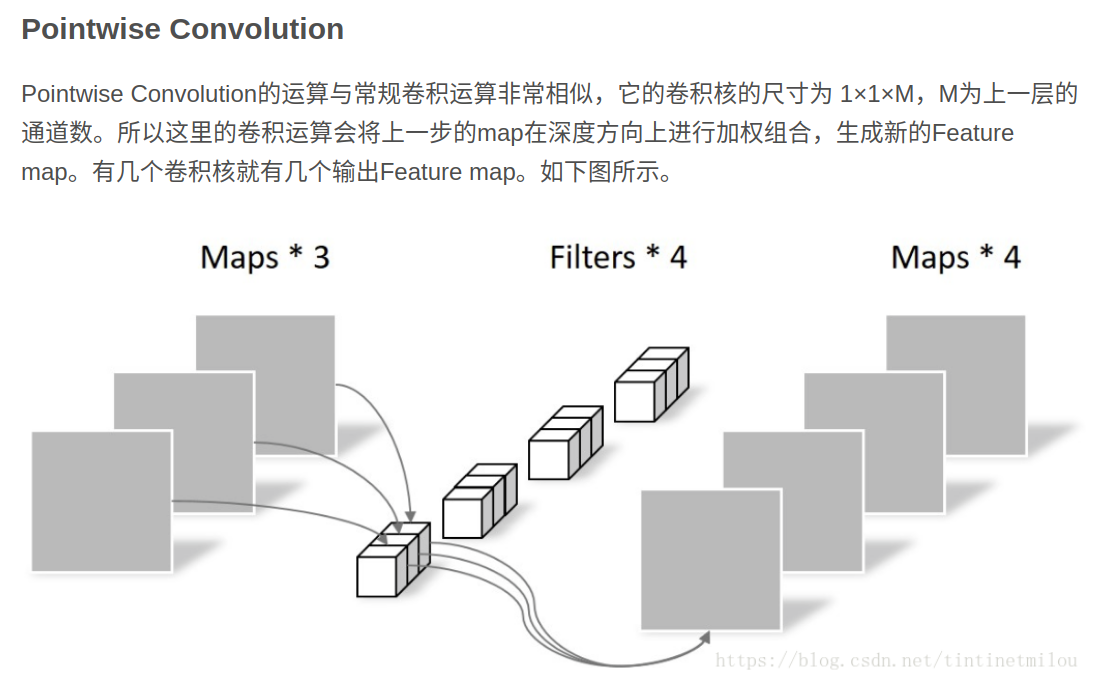 Pointwise Convolution
Pointwise Convolution的运算与常规卷积运算非常相似，它的卷积核的尺寸为 1×1×M，M为上一层的
通道数。所以这里的卷积运算会将上一步的map在深度方向上进行加权组合，生成新的Feature
map。有几个卷积核就有几个输出Feature map。如下图所示。
Maps * 3
Filters * 4
Maps * 4
https://blog.csdn.net/tintinetmilou